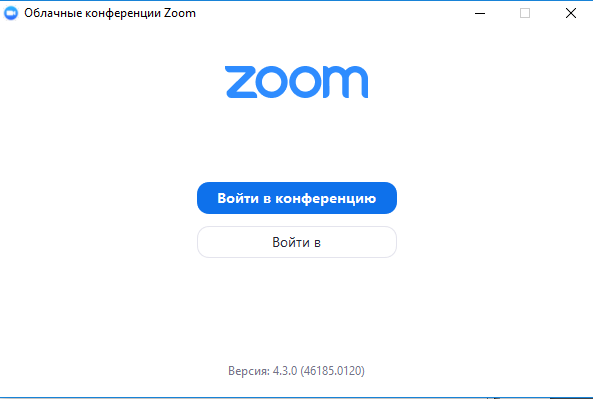 Облачные конференции Zoom
zoom
Войти в конференцию
Войти в
Версия: 4.3.0 (46185.0120)